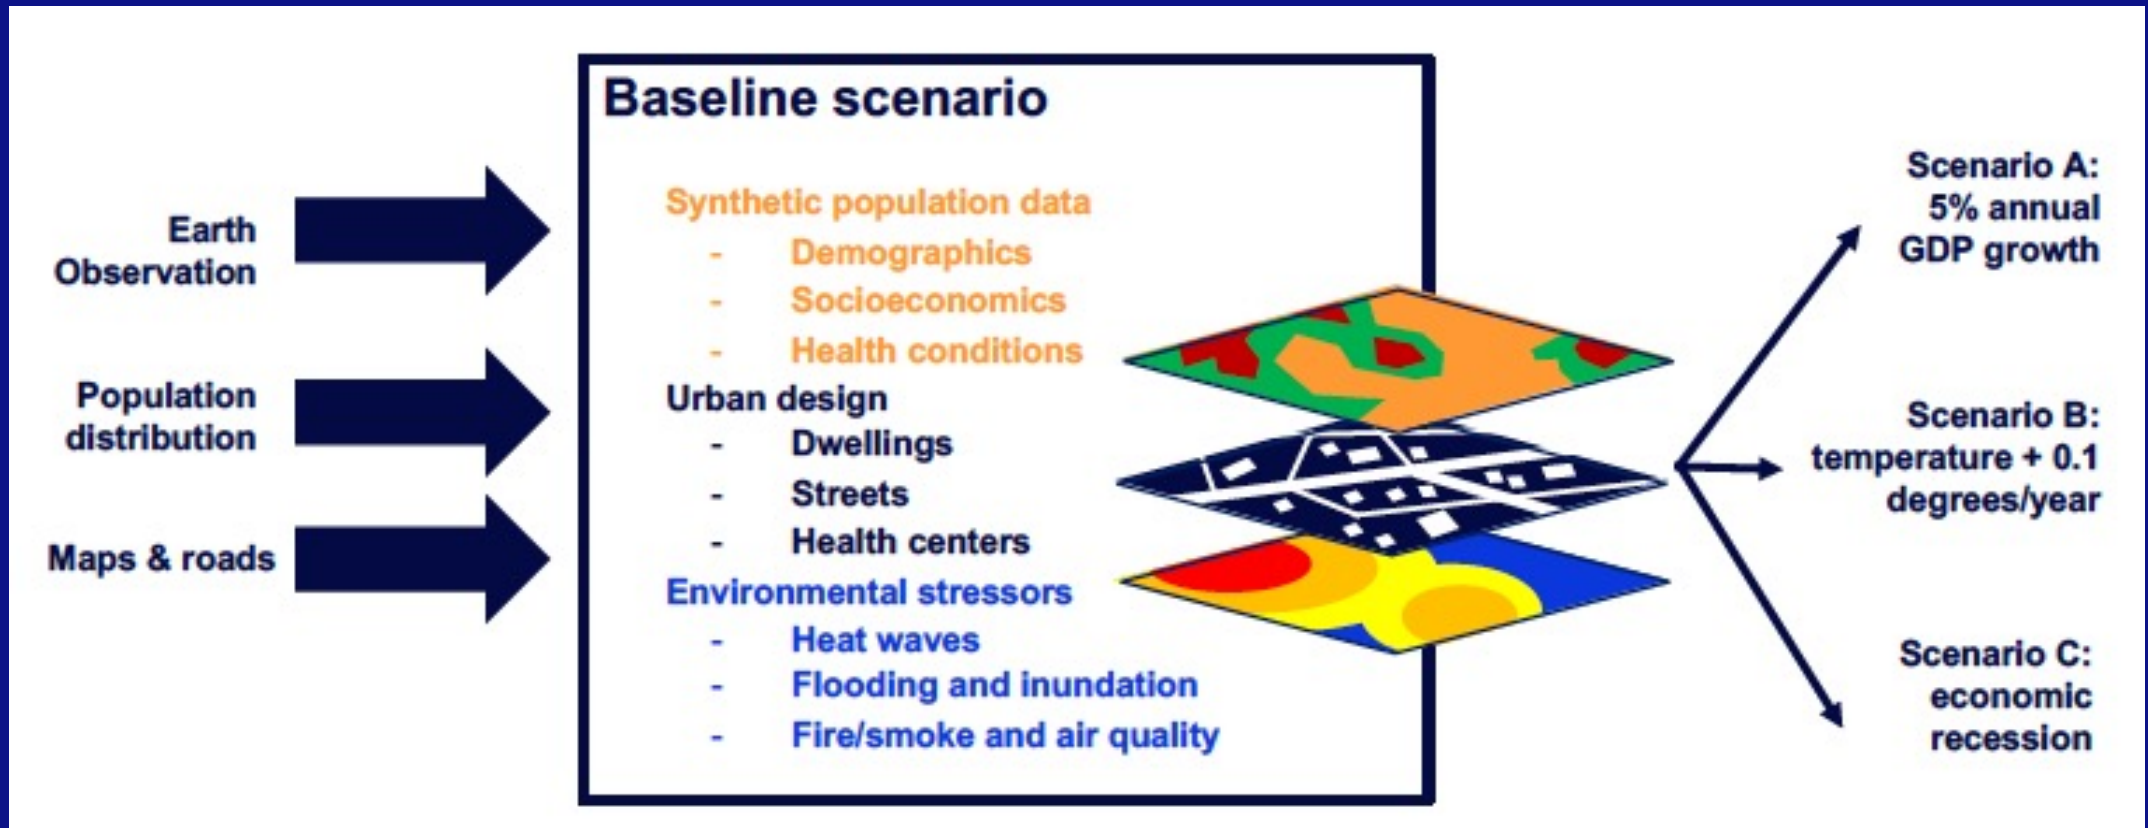 Earth
Observation
Population
distribution
Maps & roads
Baseline scenario
Synthetic population data
- Demographics
- Socioeconomics
- Health conditions
Urban design
- Dwellings
- Streets
- Health centers
Environmental stressors
- Heat waves
- Flooding and inundation
- Fire/smoke and air quality
Scenario A:
5% annual
GDP growth
Scenario B:
temperature + 0.1
degrees/year
Scenario C:
economic
recession